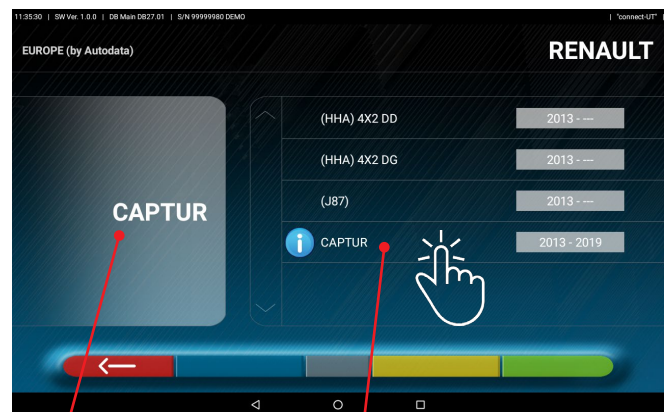 11:35:30 | SW Ver. 1.0.0 | DB Main DB27.01 | S/N 99999980 DEMO | "connect-UT" |
EUROPE (by Autodata) RENAULT
(HHA) 4X2 DD 2013 - ---
(HHA) 4X2 DG 2013 - ---
(J87) 2013 - ---
CAPTUR
i CAPTUR 2013 - 2019